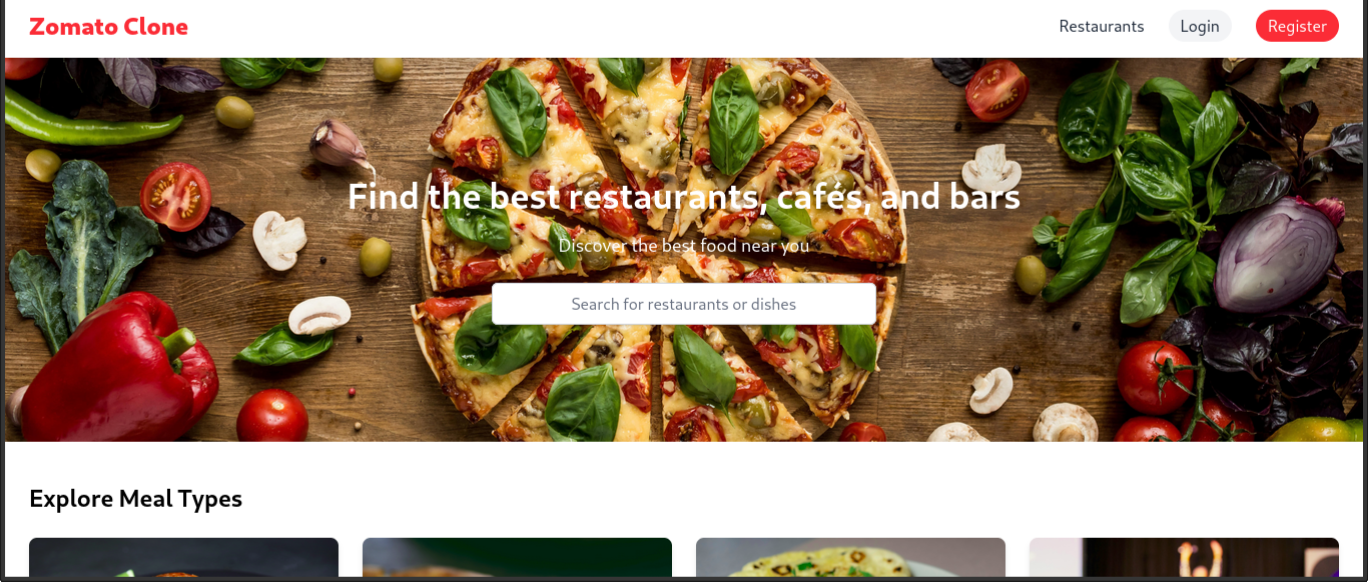 Zomato Clone
Restaurants
Login
Register
Find the best restaurants, cafés, and bars
Discover the best food near you
Search for restaurants or dishes
Explore Meal Types